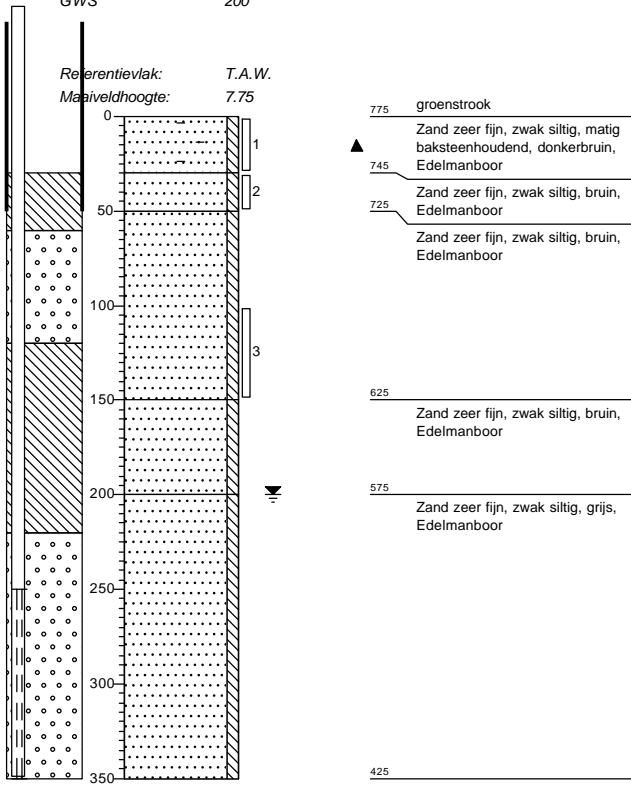 GWS 200
Referentievlak: T.A.W.
Maaiveldhoogte: 7.75
0
50
100
150
200
250
300
350
1
2
3
775 groenstrook
Zand zeer fijn, zwak siltig, matig
baksteenhoudend, donkerbruin,
Edelmanboor
745
Zand zeer fijn, zwak siltig, bruin,
Edelmanboor
725
Zand zeer fijn, zwak siltig, bruin,
Edelmanboor
625
Zand zeer fijn, zwak siltig, bruin,
Edelmanboor
575
Zand zeer fijn, zwak siltig, grijs,
Edelmanboor
425